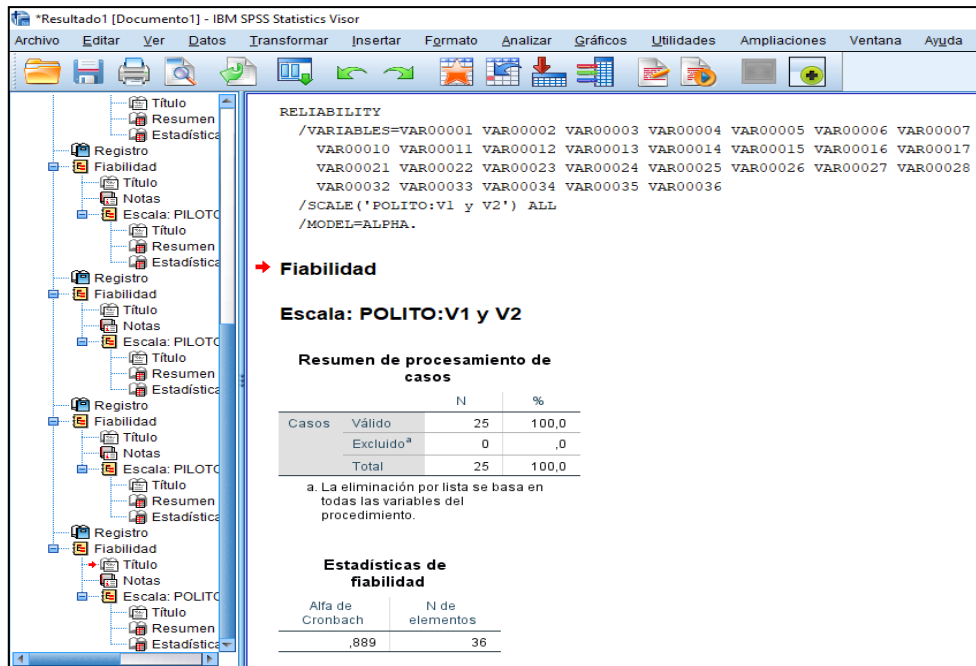 *Resultado1 [Documento1] - IBM SPSS Statistics Visor
Archivo Editar Ver Datos Transformar Insertar Formato Analizar Gráficos Utilidades Ampliaciones Ventana Ayuda
Título
Resumen
Estadística
Registro
Fiabilidad
Título
Notas
Escala: PILOTO
Título
Resumen
Estadística
Registro
Fiabilidad
Título
Notas
Escala: PILOTO
Título
Resumen
Estadística
Registro
Fiabilidad
Título
Notas
Escala: PILOTO
Título
Resumen
Estadística
Registro
Fiabilidad
Título
Notas
Escala: POLITO
Título
Resumen
Estadística
RELIABILITY
/VARIABLES=VAR00001 VAR00002 VAR00003 VAR00004 VAR00005 VAR00006 VAR00007
VAR00010 VAR00011 VAR00012 VAR00013 VAR00014 VAR00015 VAR00016 VAR00017
VAR00021 VAR00022 VAR00023 VAR00024 VAR00025 VAR00026 VAR00027 VAR00028
VAR00032 VAR00033 VAR00034 VAR00035 VAR00036
/SCALE('POLITO:V1 y V2') ALL
/MODEL=ALPHA.
Fiabilidad
Escala: POLITO:V1 y V2
Resumen de procesamiento de
casos
N %
Casos Válido 25 100,0
Excluido^a 0 ,0
Total 25 100,0
a. La eliminación por lista se basa en
todas las variables del
procedimiento.
Estadísticas de
fiabilidad
Alfa de N de
Cronbach elementos
,889 36